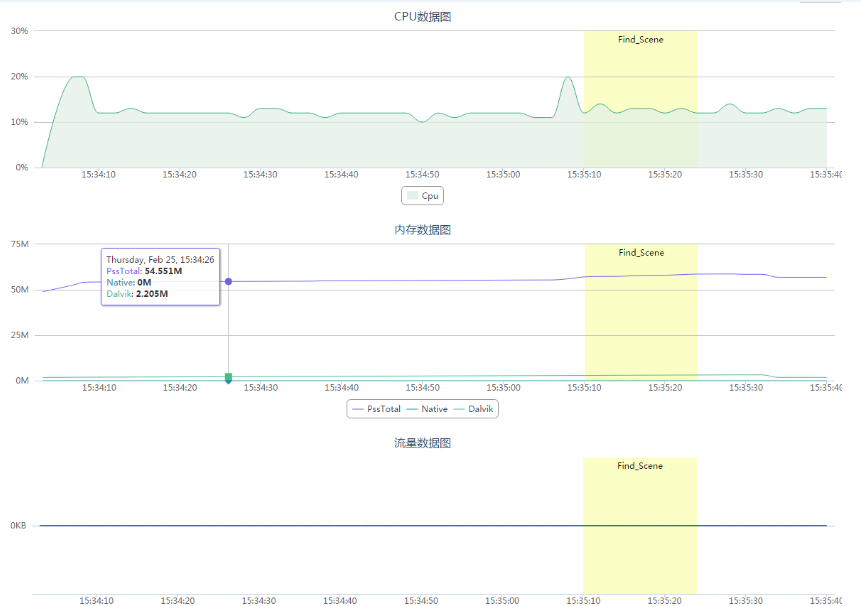 CPU数据图
30%
20%
10%
0%
Find_Scene
15:34:10 15:34:20 15:34:30 15:34:40 15:34:50 15:35:00 15:35:10 15:35:20 15:35:30 15:35:40
Cpu
内存数据图
75M
50M
25M
0M
Find_Scene
Thursday, Feb 25, 15:34:26
PssTotal: 54.551M
Native: 0M
Dalvik: 2.205M
15:34:10 15:34:20 15:34:30 15:34:40 15:34:50 15:35:00 15:35:10 15:35:20 15:35:30 15:35:40
PssTotal Native Dalvik
流量数据图
Find_Scene
0KB
15:34:10 15:34:20 15:34:30 15:34:40 15:34:50 15:35:00 15:35:10 15:35:20 15:35:30 15:35:40